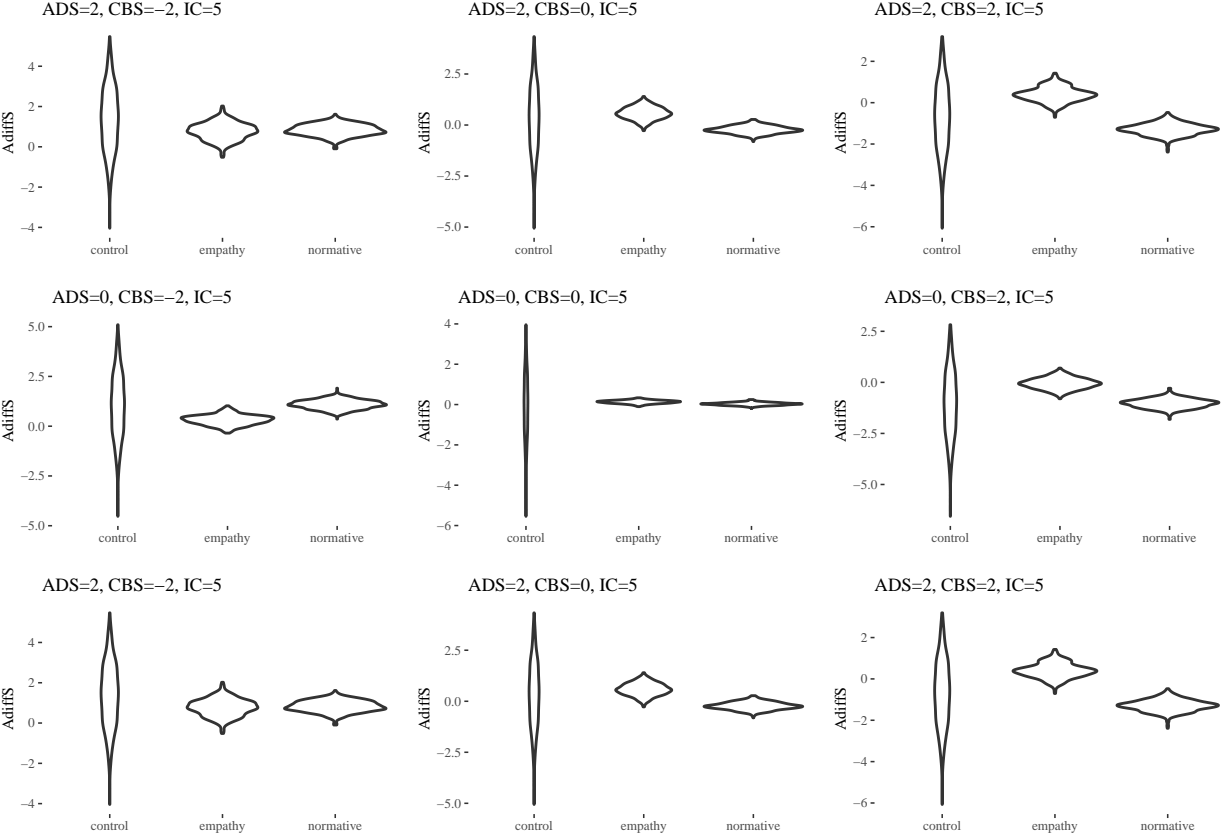 ADS=2, CBS=−2, IC=5
AdiffS
4
2
0
−2
−4
control empathy normative
ADS=2, CBS=0, IC=5
AdiffS
2.5
0.0
−2.5
−5.0
control empathy normative
ADS=2, CBS=2, IC=5
AdiffS
2
0
−2
−4
−6
control empathy normative
ADS=0, CBS=−2, IC=5
AdiffS
5.0
2.5
0.0
−2.5
−5.0
control empathy normative
ADS=0, CBS=0, IC=5
AdiffS
4
2
0
−2
−4
−6
control empathy normative
ADS=0, CBS=2, IC=5
AdiffS
2.5
0.0
−2.5
−5.0
control empathy normative
ADS=2, CBS=−2, IC=5
AdiffS
4
2
0
−2
−4
control empathy normative
ADS=2, CBS=0, IC=5
AdiffS
2.5
0.0
−2.5
−5.0
control empathy normative
ADS=2, CBS=2, IC=5
AdiffS
2
0
−2
−4
−6
control empathy normative